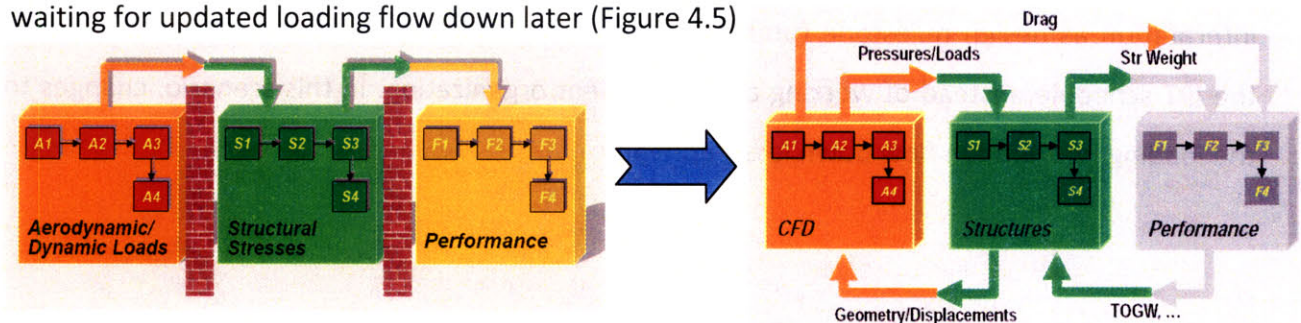 waiting for updated loading flow down later (Figure 4.5)
A1 A2 A3
A4
Aerodynamic/
Dynamic Loads
S1 S2 S3
S4
Structural
Stresses
F1 F2 F3
F4
Performance
Drag
Pressures/Loads
Str Weight
A1 A2 A3
A4
CFD
S1 S2 S3
S4
Structures
F1 F2 F3
F4
Performance
Geometry/Displacements
TOGW, ...